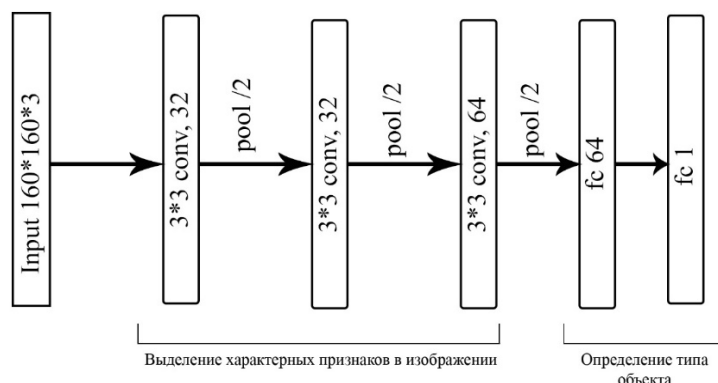 Input 160*160*3
3*3 conv, 32
pool /2
3*3 conv, 32
pool /2
3*3 conv, 64
pool /2
fc 64
fc 1
Выделение характерных признаков в изображении
Определение типа
объекта